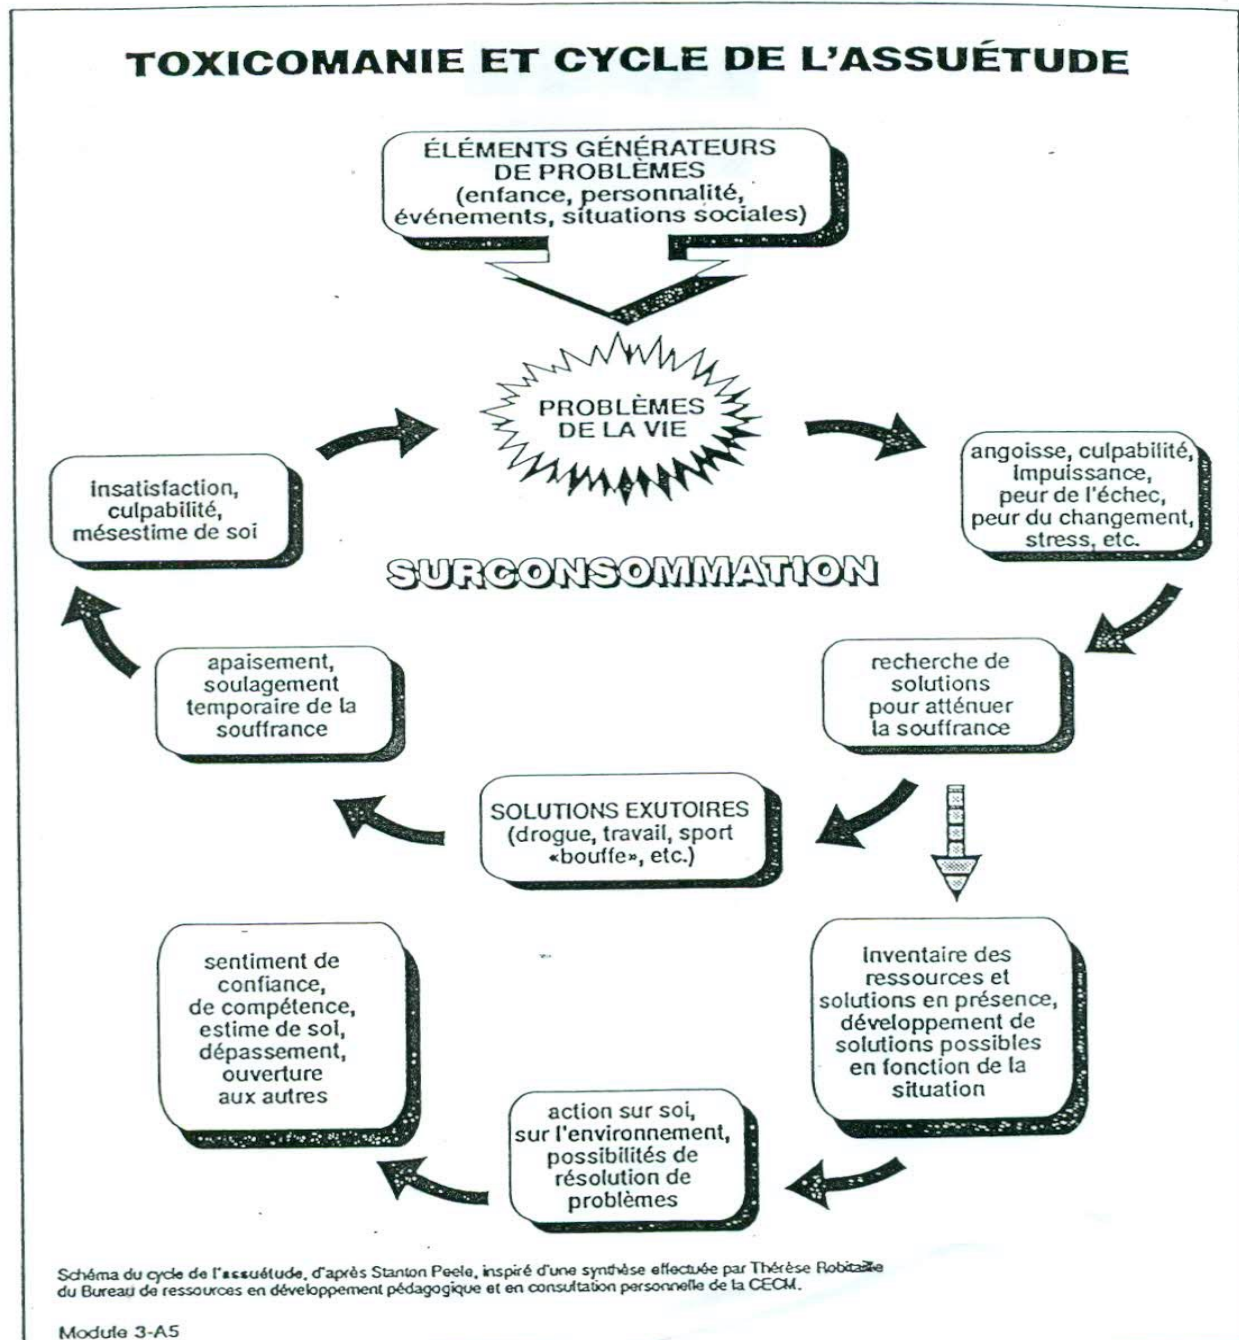 TOXICOMANIE ET CYCLE DE L'ASSUÉTUDE
ÉLÉMENTS GÉNÉRATEURS
DE PROBLÈMES
(enfance, personnalité,
événements, situations sociales)
PROBLÈMES
DE LA VIE
angoisse, culpabilité,
Impuissance,
peur de l'échec,
peur du changement,
stress, etc.
insatisfaction,
culpabilité,
mésestime de soi
SURCONSOMMATION
apaisement,
soulagement
temporaire de la
souffrance
recherche de
solutions
pour atténuer
la souffrance
SOLUTIONS EXUTOIRES
(drogue, travail, sport
«bouffe», etc.)
sentiment de
confiance,
de compétence,
estime de soi,
dépassement,
ouverture
aux autres
Inventaire des
ressources et
solutions en présence,
développement de
solutions possibles
en fonction de la
situation
action sur soi,
sur l'environnement,
possibilités de
résolution de
problèmes
Schéma du cycle de l'assuétude, d'après Stanton Peele, inspiré d'une synthèse effectuée par Thérèse Robitaille
du Bureau de ressources en développement pédagogique et en consultation personnelle de la CECM.
Module 3-A5